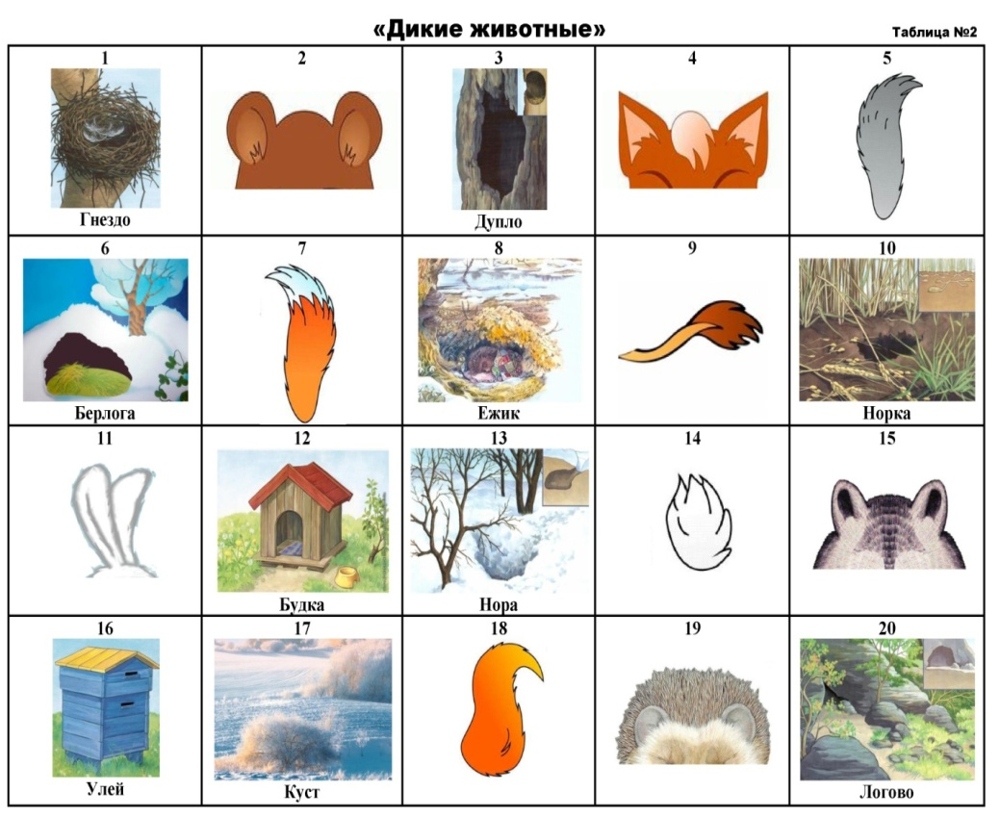 «Дикие животные»
Таблица №2
1 2 3 4 5
Гнездо Дупло
6 7 8 9 10
Берлога Ежик Норка
11 12 13 14 15
Будка Нора
16 17 18 19 20
Улей Куст Логово